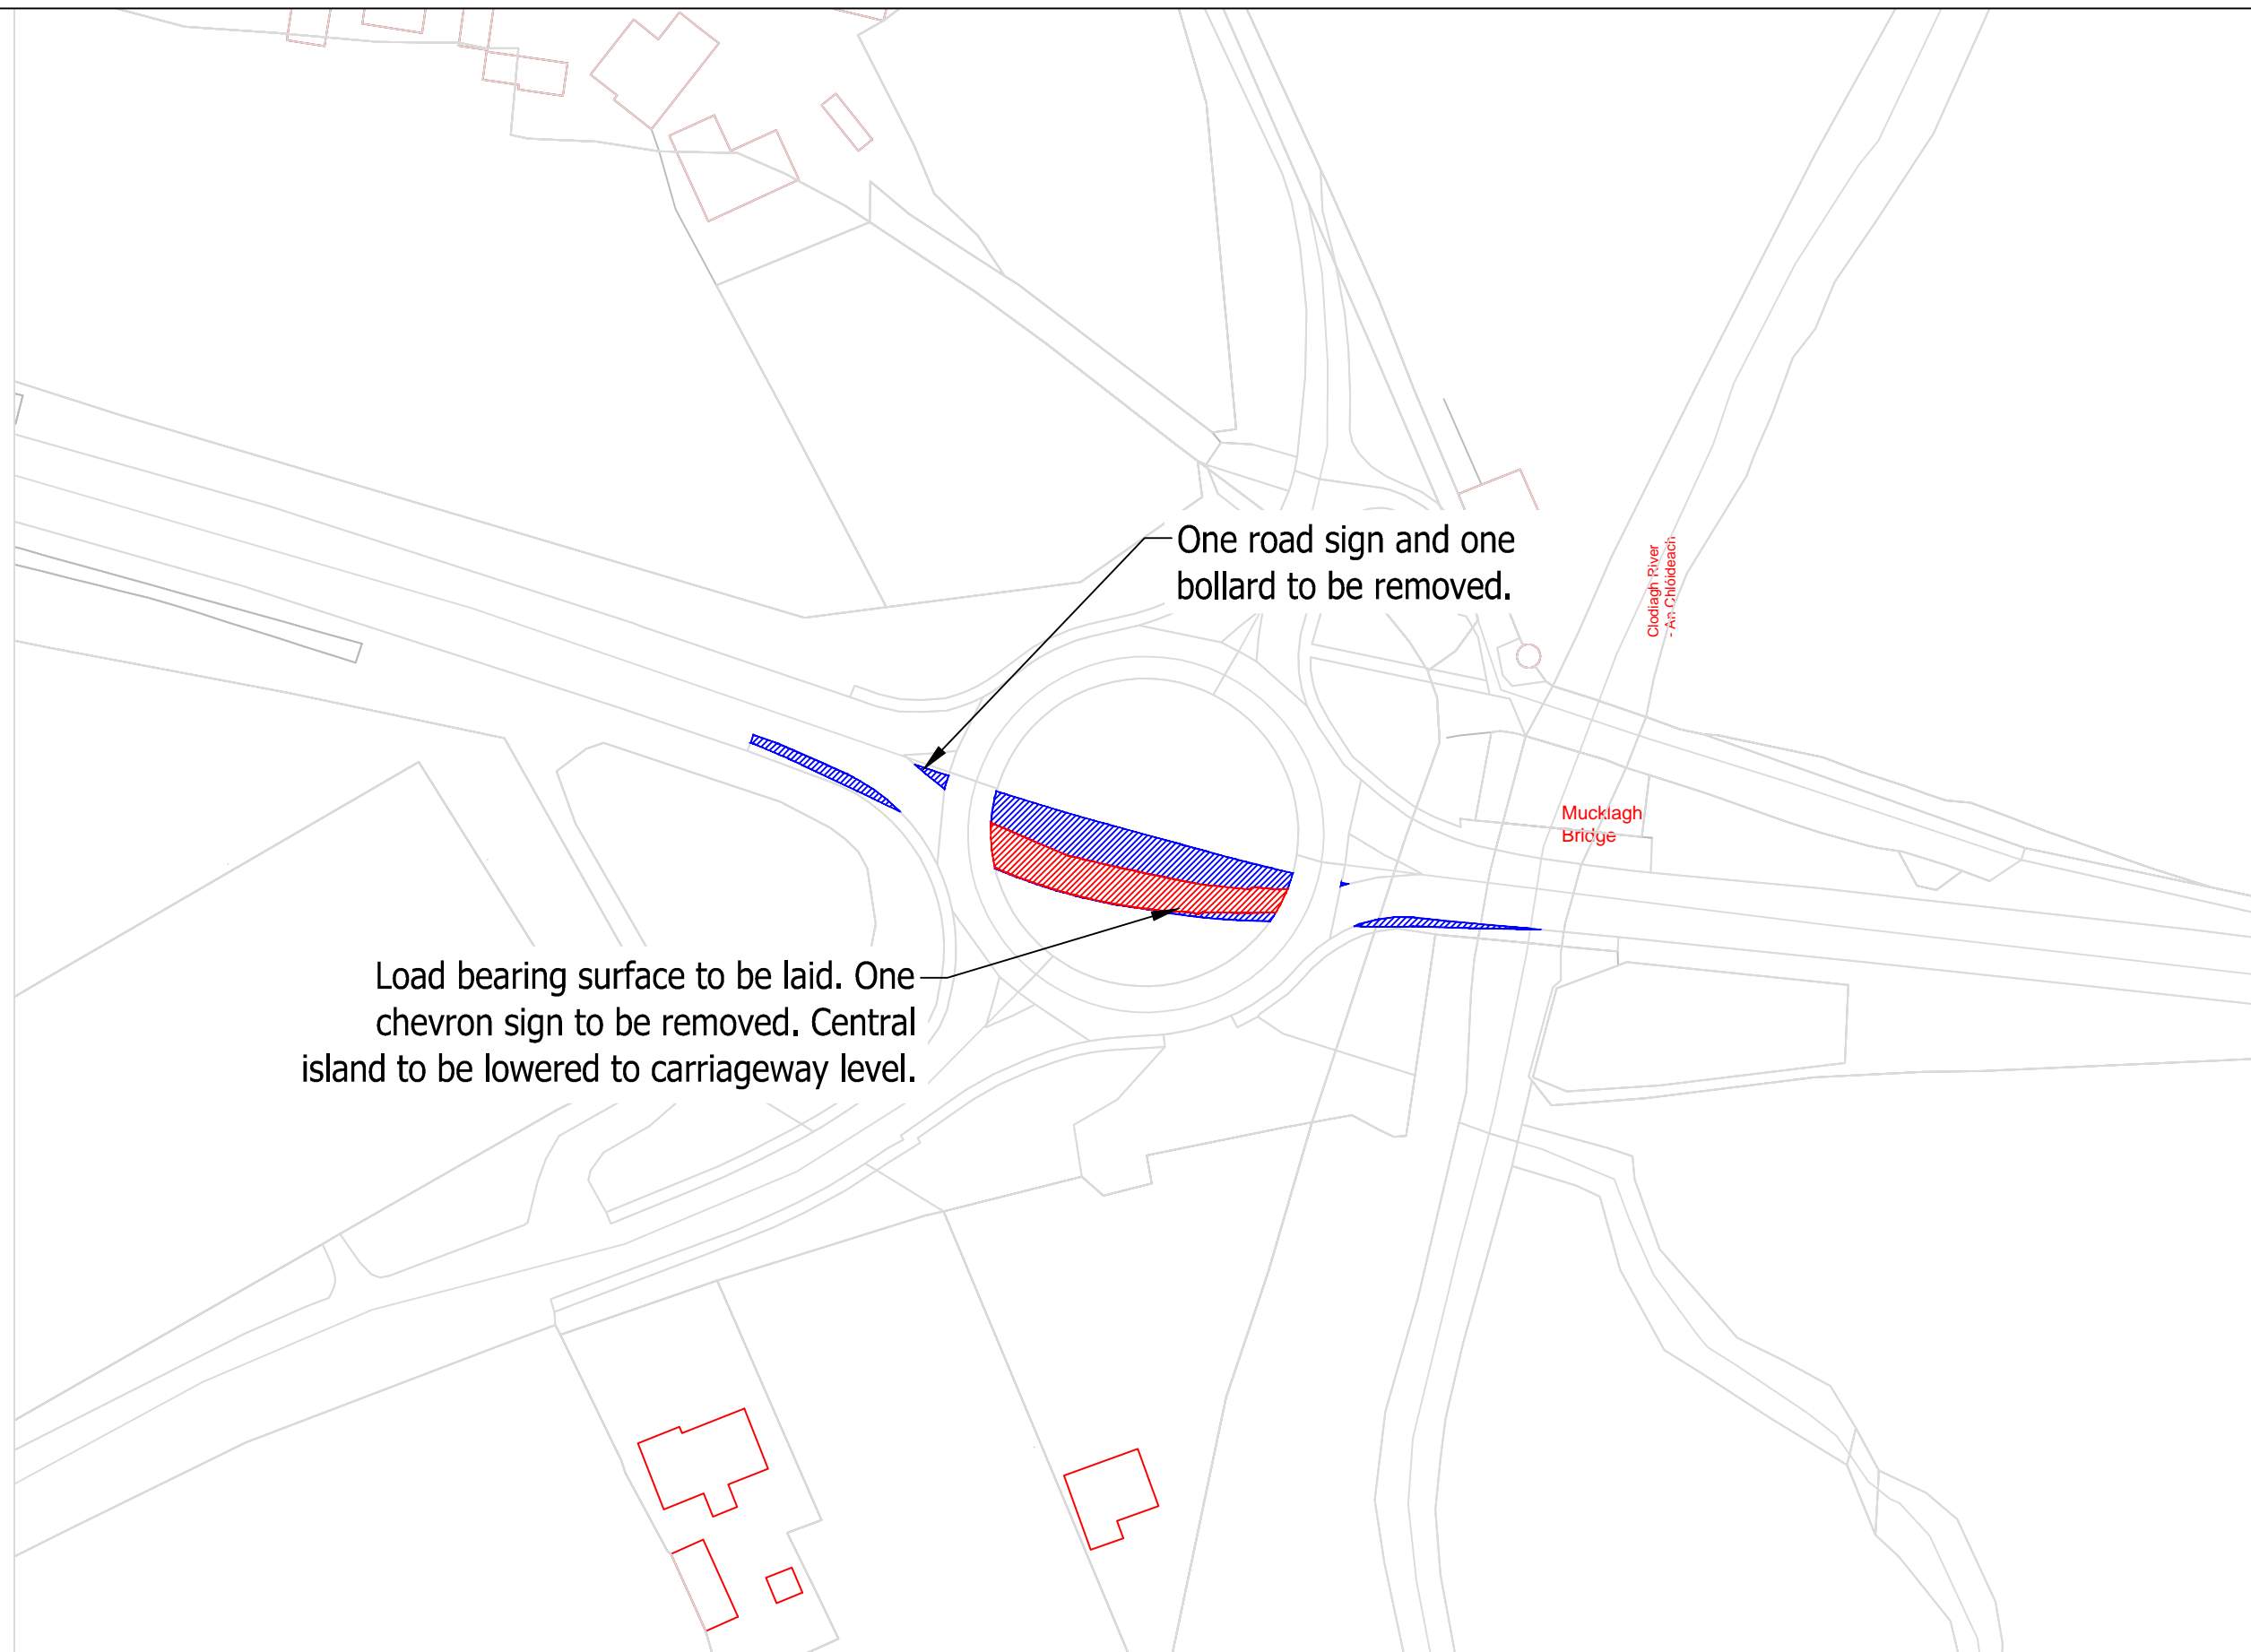 One road sign and one
bollard to be removed.
Clodiagh River
- An Chlóideach
Mucklagh
Bridge
Load bearing surface to be laid. One
chevron sign to be removed. Central
island to be lowered to carriageway level.